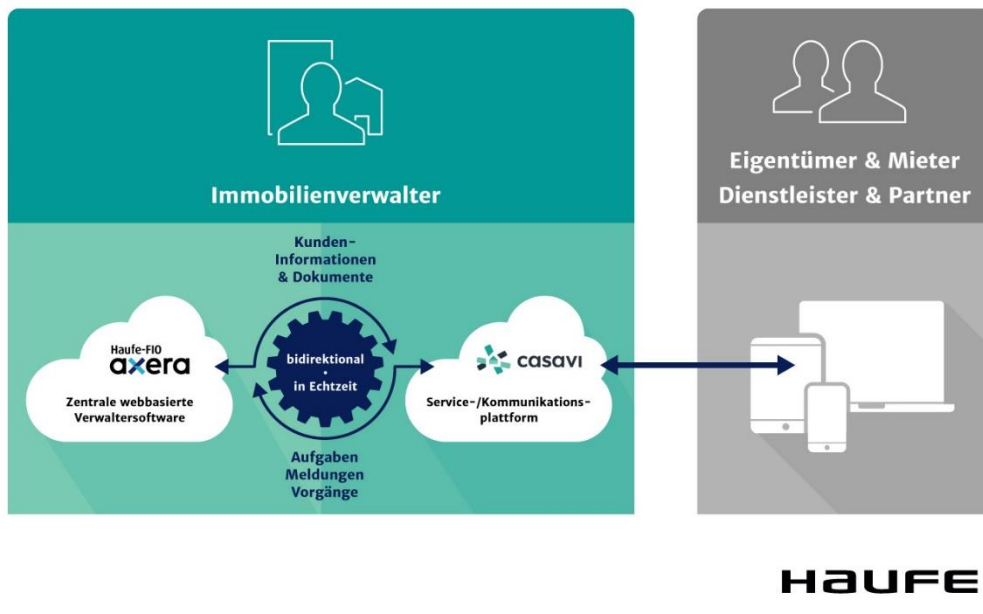 Immobilienverwalter
Eigentümer & Mieter
Dienstleister & Partner
Kunden-
Informationen
& Dokumente
Haufe-FIO
axera
Zentrale webbasierte
Verwaltersoftware
bidirektional
•
in Echtzeit
casavi
Service-/Kommunikations-
plattform
Aufgaben
Meldungen
Vorgänge
HAUFE